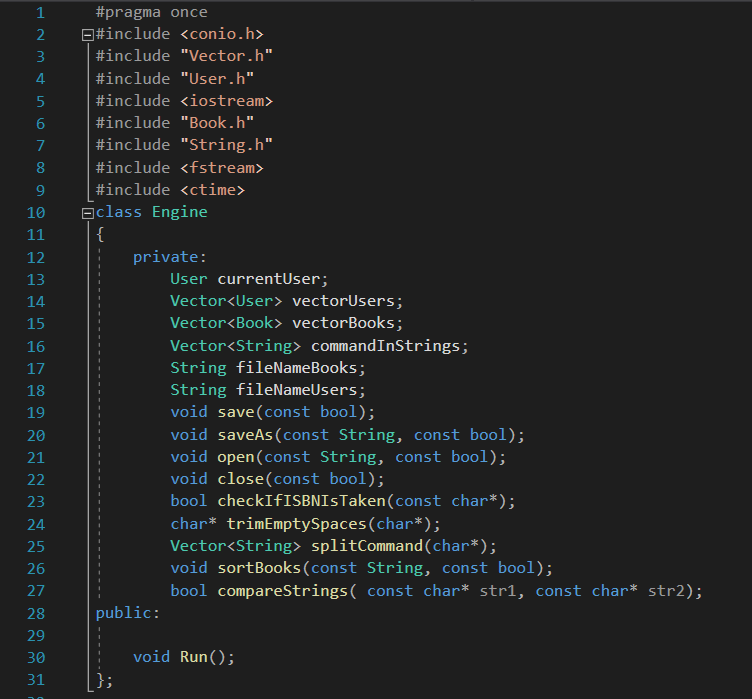 1 #pragma once
2 #include <conio.h>
3 #include "Vector.h"
4 #include "User.h"
5 #include <iostream>
6 #include "Book.h"
7 #include "String.h"
8 #include <fstream>
9 #include <ctime>
10 class Engine
11 {
12     private:
13         User currentUser;
14         Vector<User> vectorUsers;
15         Vector<Book> vectorBooks;
16         Vector<String> commandInStrings;
17         String fileNameBooks;
18         String fileNameUsers;
19         void save(const bool);
20         void saveAs(const String, const bool);
21         void open(const String, const bool);
22         void close(const bool);
23         bool checkIfISBNIsTaken(const char*);
24         char* trimEmptySpaces(char*);
25         Vector<String> splitCommand(char*);
26         void sortBooks(const String, const bool);
27         bool compareStrings( const char* str1, const char* str2);
28 public:
29
30     void Run();
31 };